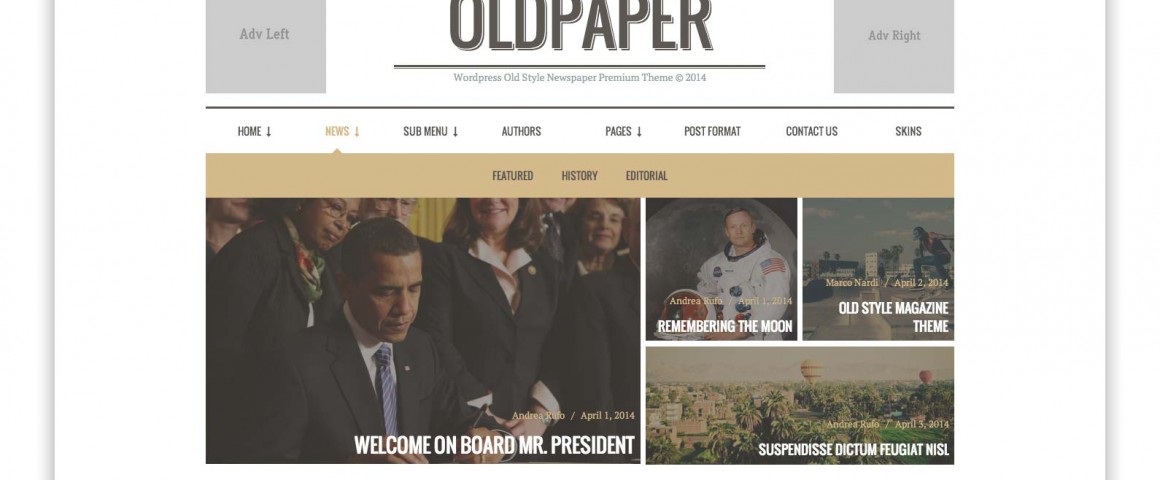 Adv Left
OLDPAPER
Adv Right
Wordpress Old Style Newspaper Premium Theme © 2014
HOME ↓ NEWS ↓ SUB MENU ↓ AUTHORS PAGES ↓ POST FORMAT CONTACT US SKINS
FEATURED HISTORY EDITORIAL
Andrea Rufo / April 1, 2014
WELCOME ON BOARD MR. PRESIDENT
Andrea Rufo / April 1, 2014
REMEMBERING THE MOON
Marco Nardi / April 2, 2014
OLD STYLE MAGAZINE
THEME
Andrea Rufo / April 3, 2014
SUSPENDISSE DICTUM FEUGIAT NISL